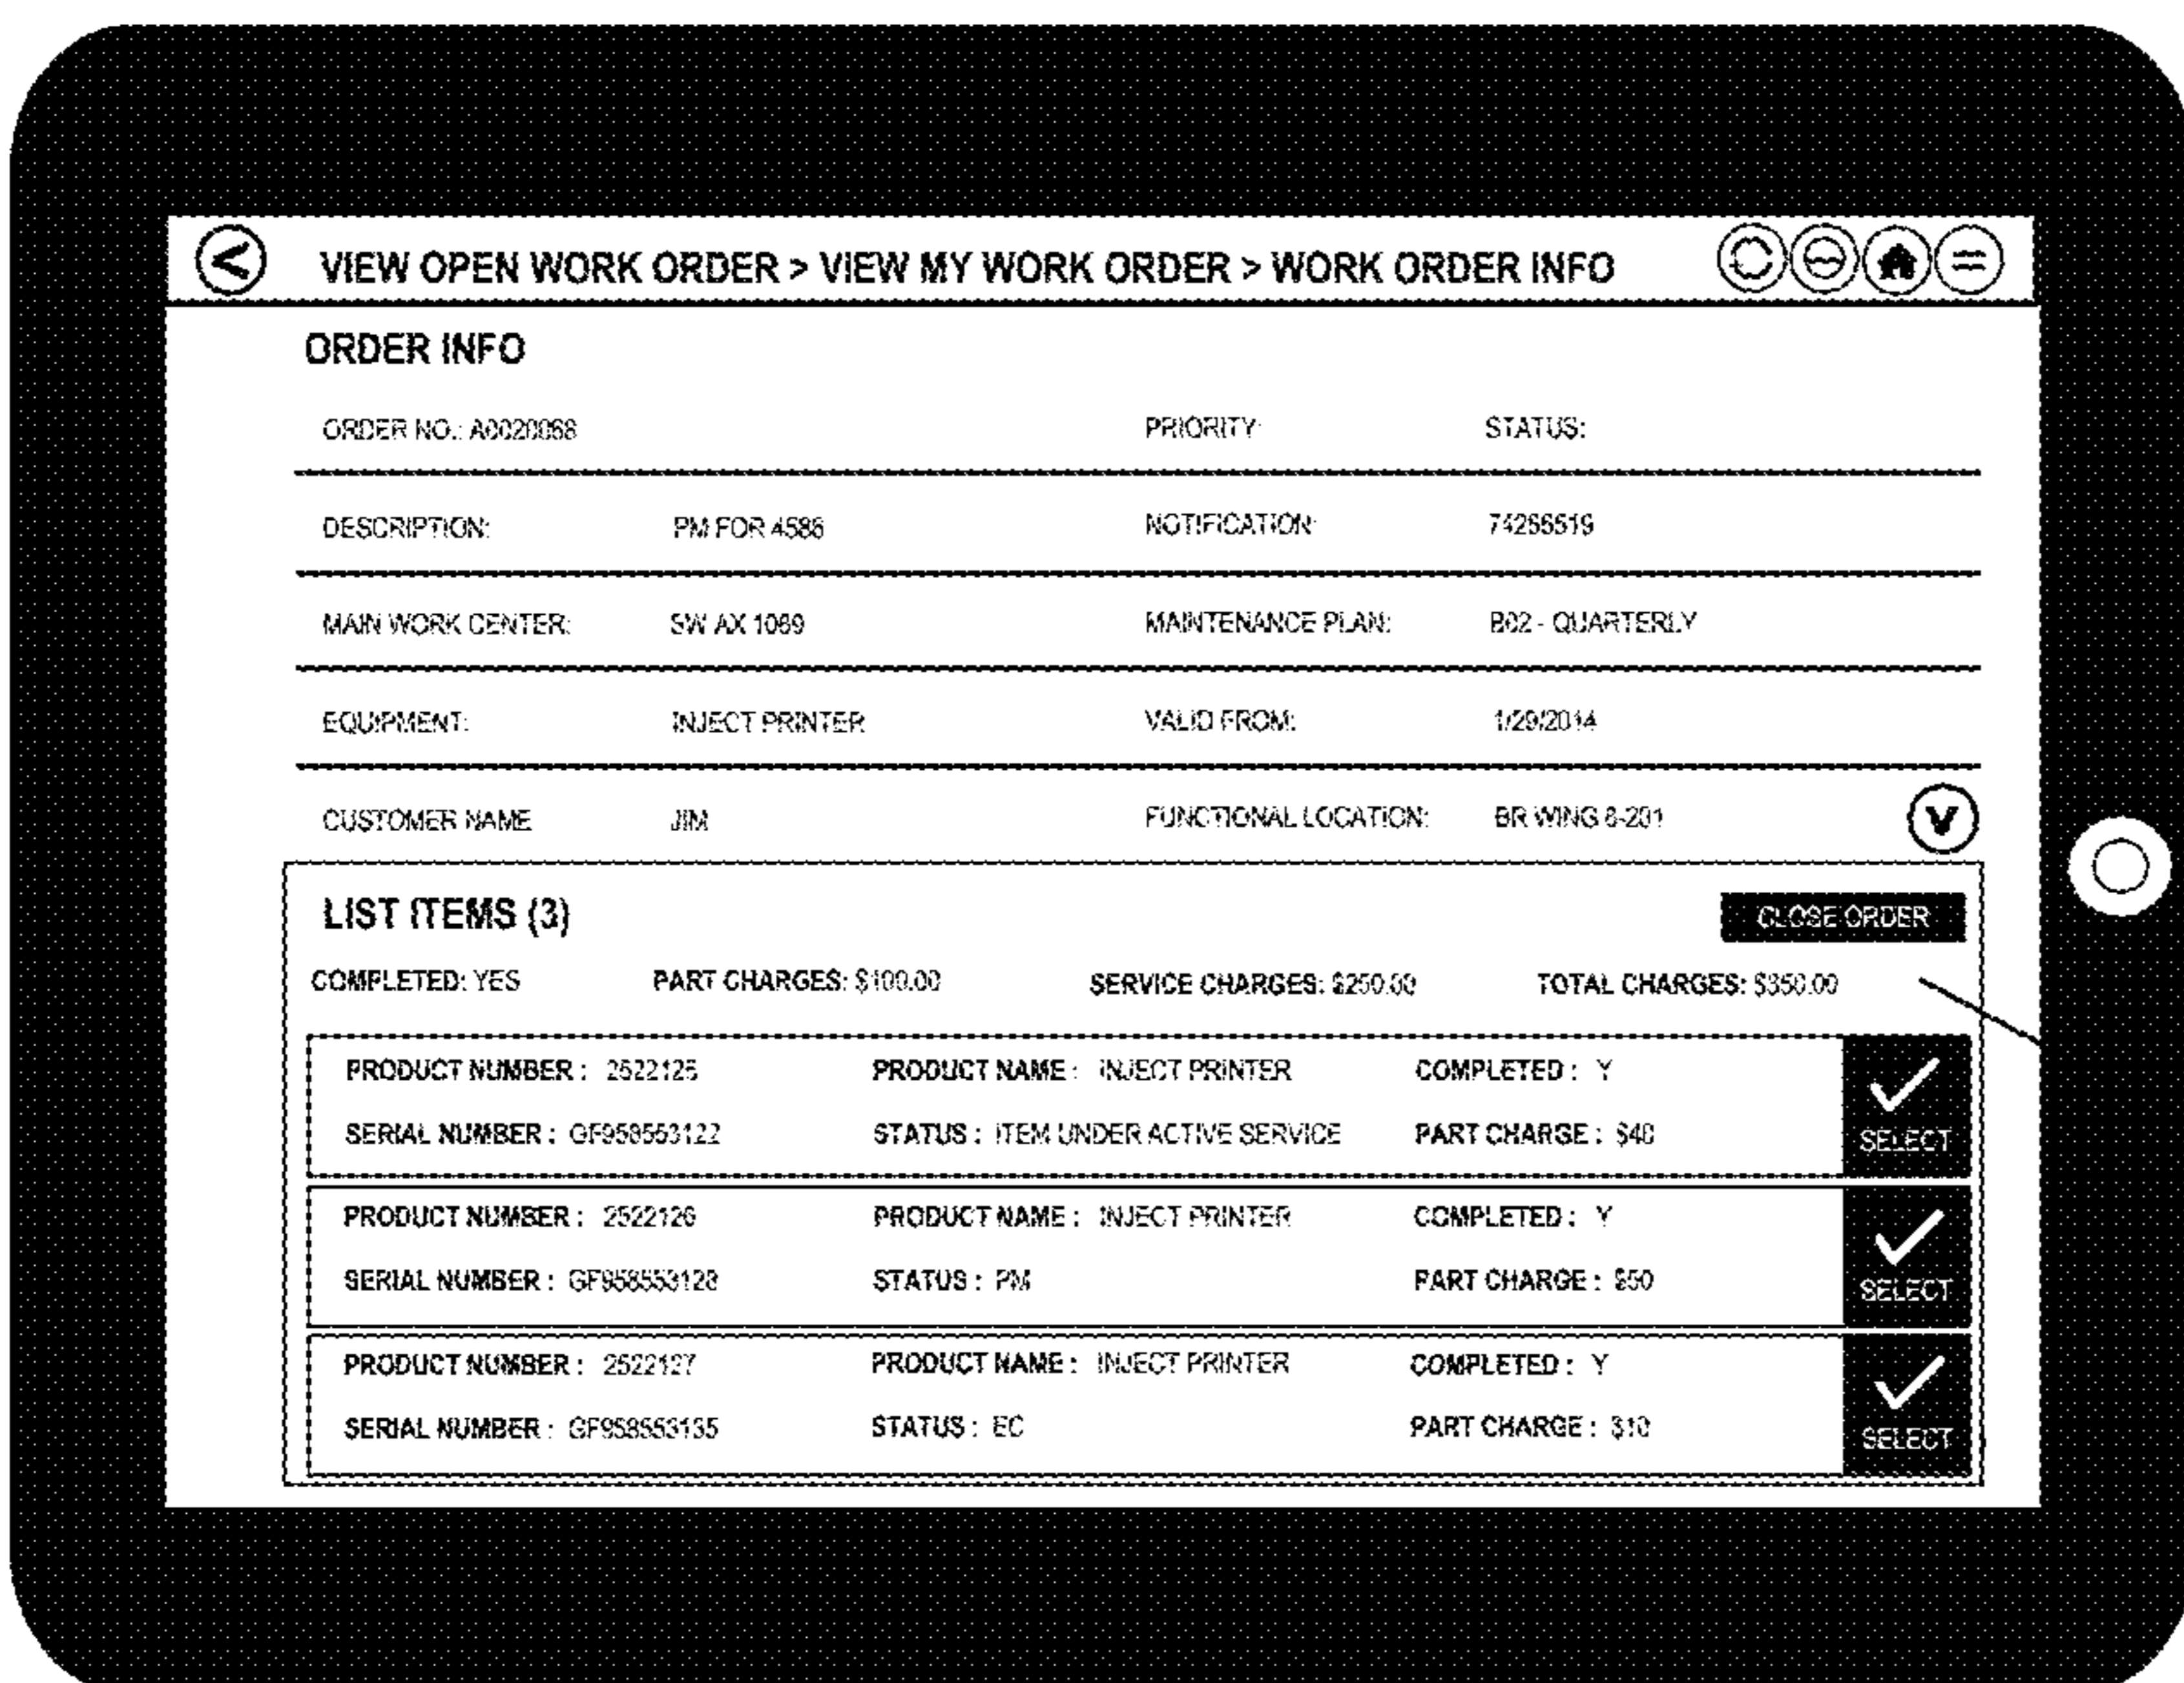 VIEW OPEN WORK ORDER > VIEW MY WORK ORDER > WORK ORDER INFO
ORDER INFO
ORDER NO.: A0020068 PRIORITY: STATUS:
DESCRIPTION: PM FOR 4586 NOTIFICATION:
MAIN WORK CENTER: SW AX 1069 MAINTENANCE PLAN: B02 - QUARTERLY
EQUIPMENT: INJECT PRINTER VALID FROM: 1/29/2014
CUSTOMER NAME JIM FUNCTIONAL LOCATION: BR WING
LIST ITEMS (3) CLOSE ORDER
COMPLETED: YES PART CHARGES: $100.00 SERVICE CHARGES: $250.00 TOTAL CHARGES: $350.00
PRODUCT NUMBER : 2522125 PRODUCT NAME : INJECT PRINTER COMPLETED : Y
SERIAL NUMBER : GF958553122 STATUS : ITEM UNDER ACTIVE SERVICE PART CHARGE : $40
SELECT
PRODUCT NUMBER : 2522126 PRODUCT NAME : INJECT PRINTER COMPLETED : Y
SERIAL NUMBER : GF958553128 STATUS : PM PART CHARGE : $50
SELECT
PRODUCT NUMBER : 2522127 PRODUCT NAME : INJECT PRINTER COMPLETED : Y
SERIAL NUMBER : GF958553135 STATUS : EC PART CHARGE : $10
SELECT